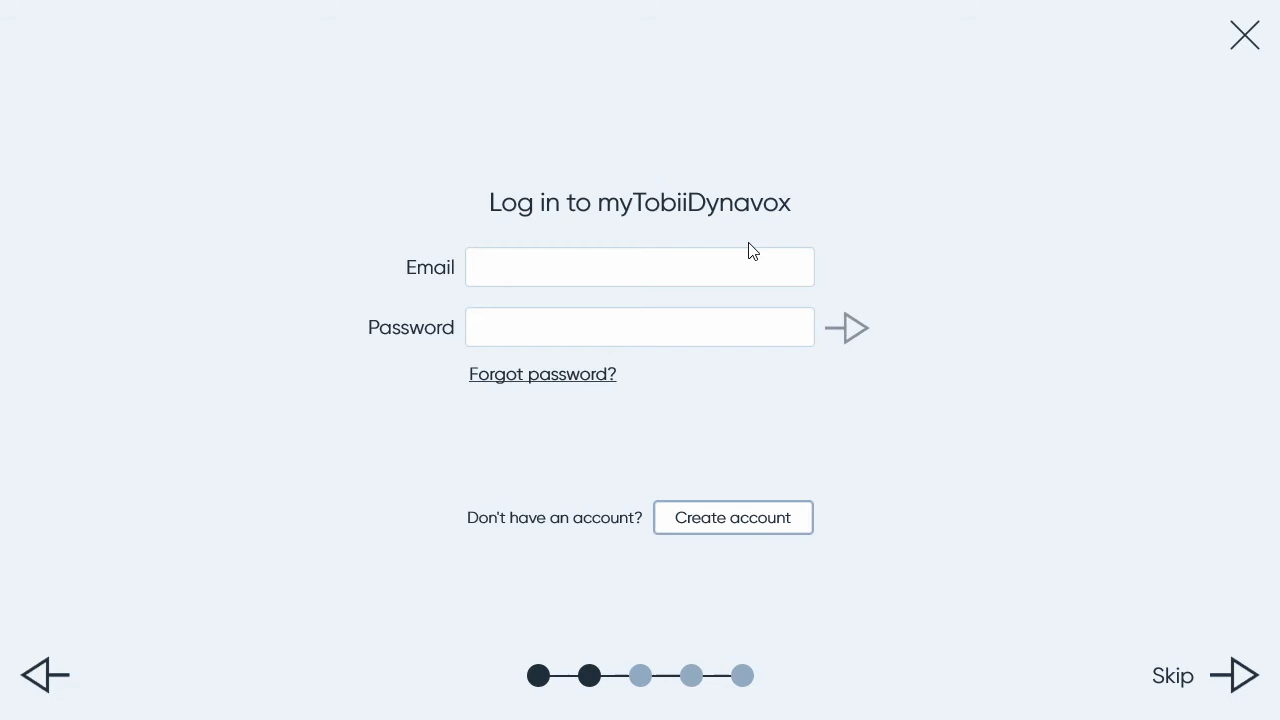 Log in to myTobiiDynavox
Email
Password
Forgot password?
Don't have an account? Create account
Skip